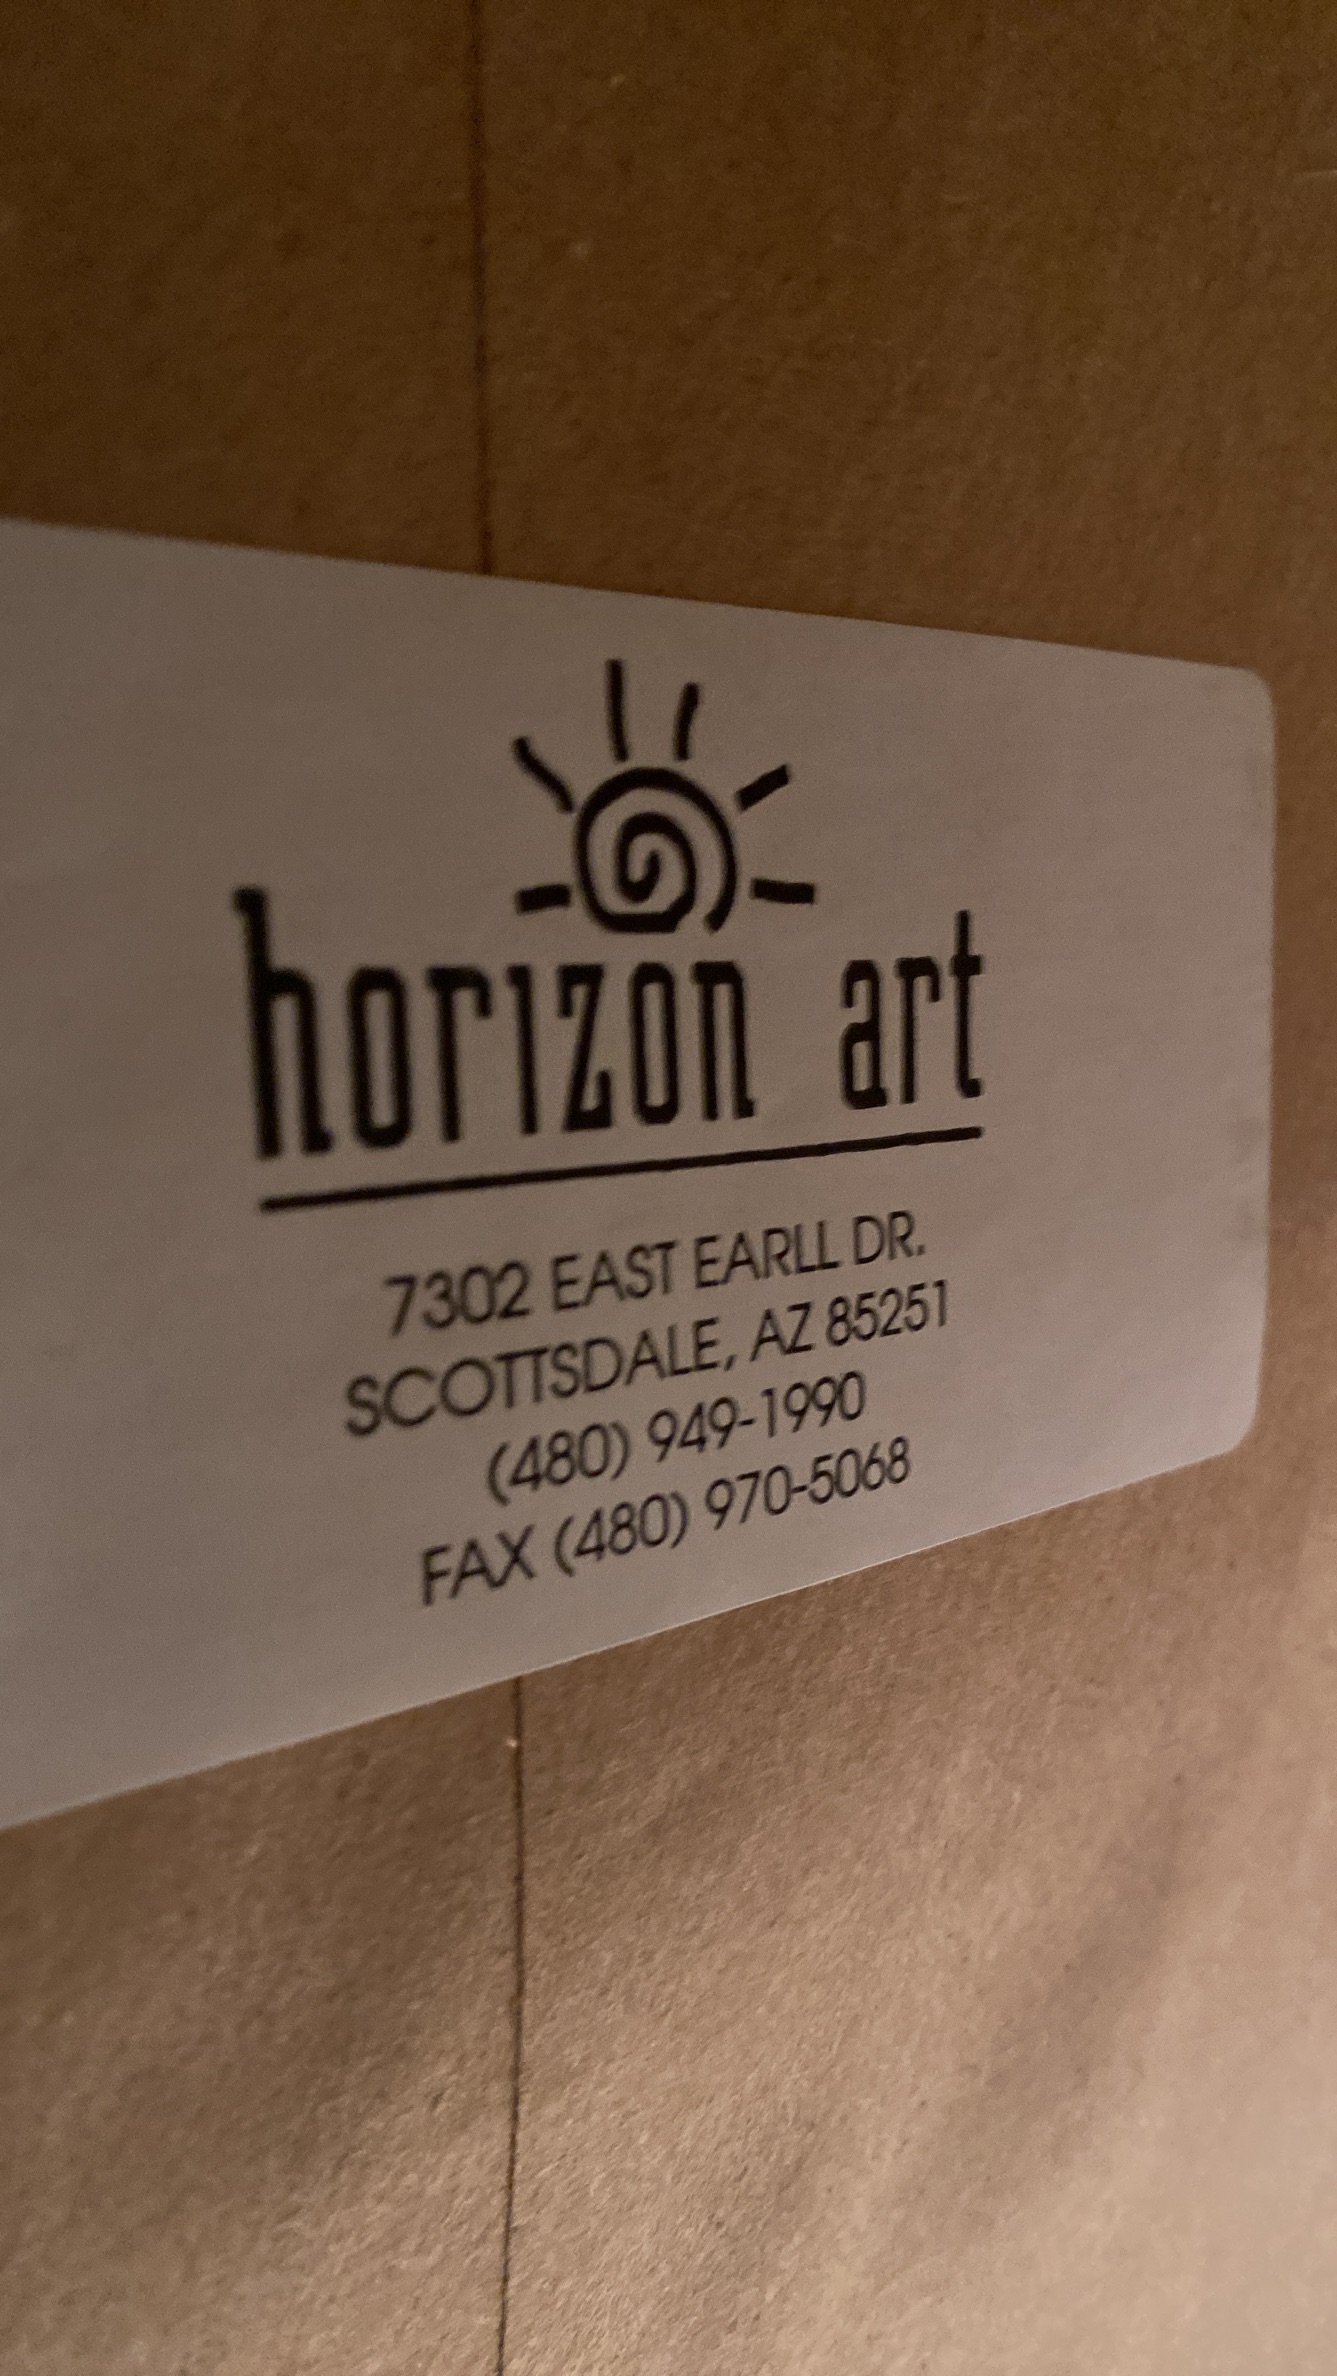 horizon art
7302 EAST EARLL DR.
SCOTTSDALE, AZ 85251
(480) 949-1990
FAX (480) 970-5068